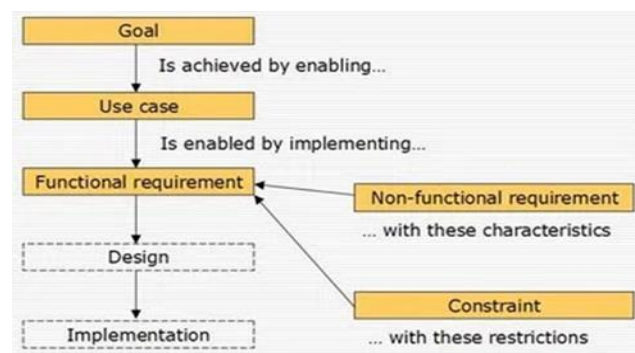 Goal
Is achieved by enabling...
Use case
Is enabled by implementing...
Functional requirement
Non-functional requirement
... with these characteristics
Design
Constraint
... with these restrictions
Implementation